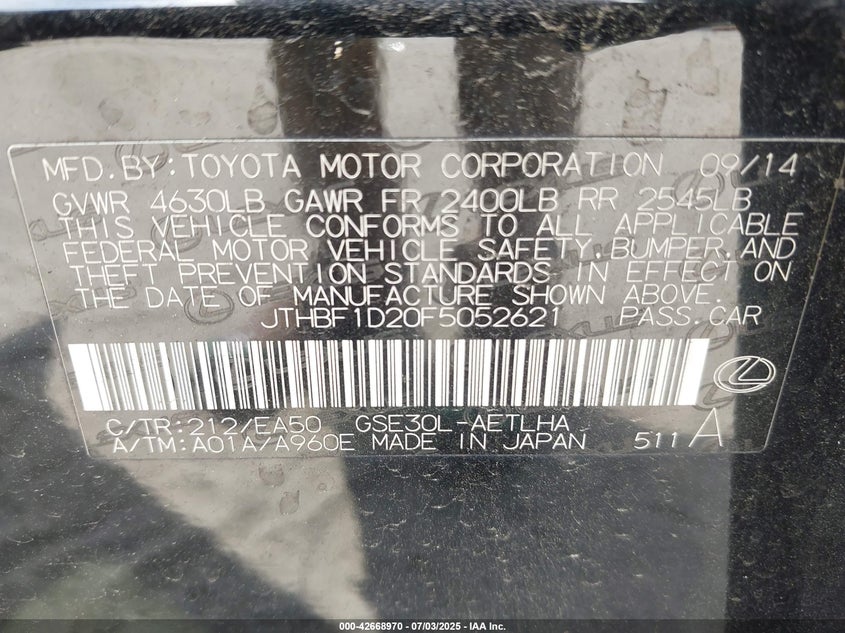 MFD.BY:TOYOTA MOTOR CORPORATION 09/14
GVWR 4630LB GAWR FR 2400LB RR 2545LB
THIS VEHICLE CONFORMS TO ALL APPLICABLE
FEDERAL MOTOR VEHICLE SAFETY,BUMPER,AND
THEFT PREVENTION STANDARDS IN EFFECT ON
THE DATE OF MANUFACTURE SHOWN ABOVE.
JTHBF1D20F5052621 PASS.CAR
C/TR:212/EA50 GSE30L-AETLHA
A/TM:A01A/A960E MADE IN JAPAN 511 A
000-42668970 - 07/03/2025 - IAA Inc.